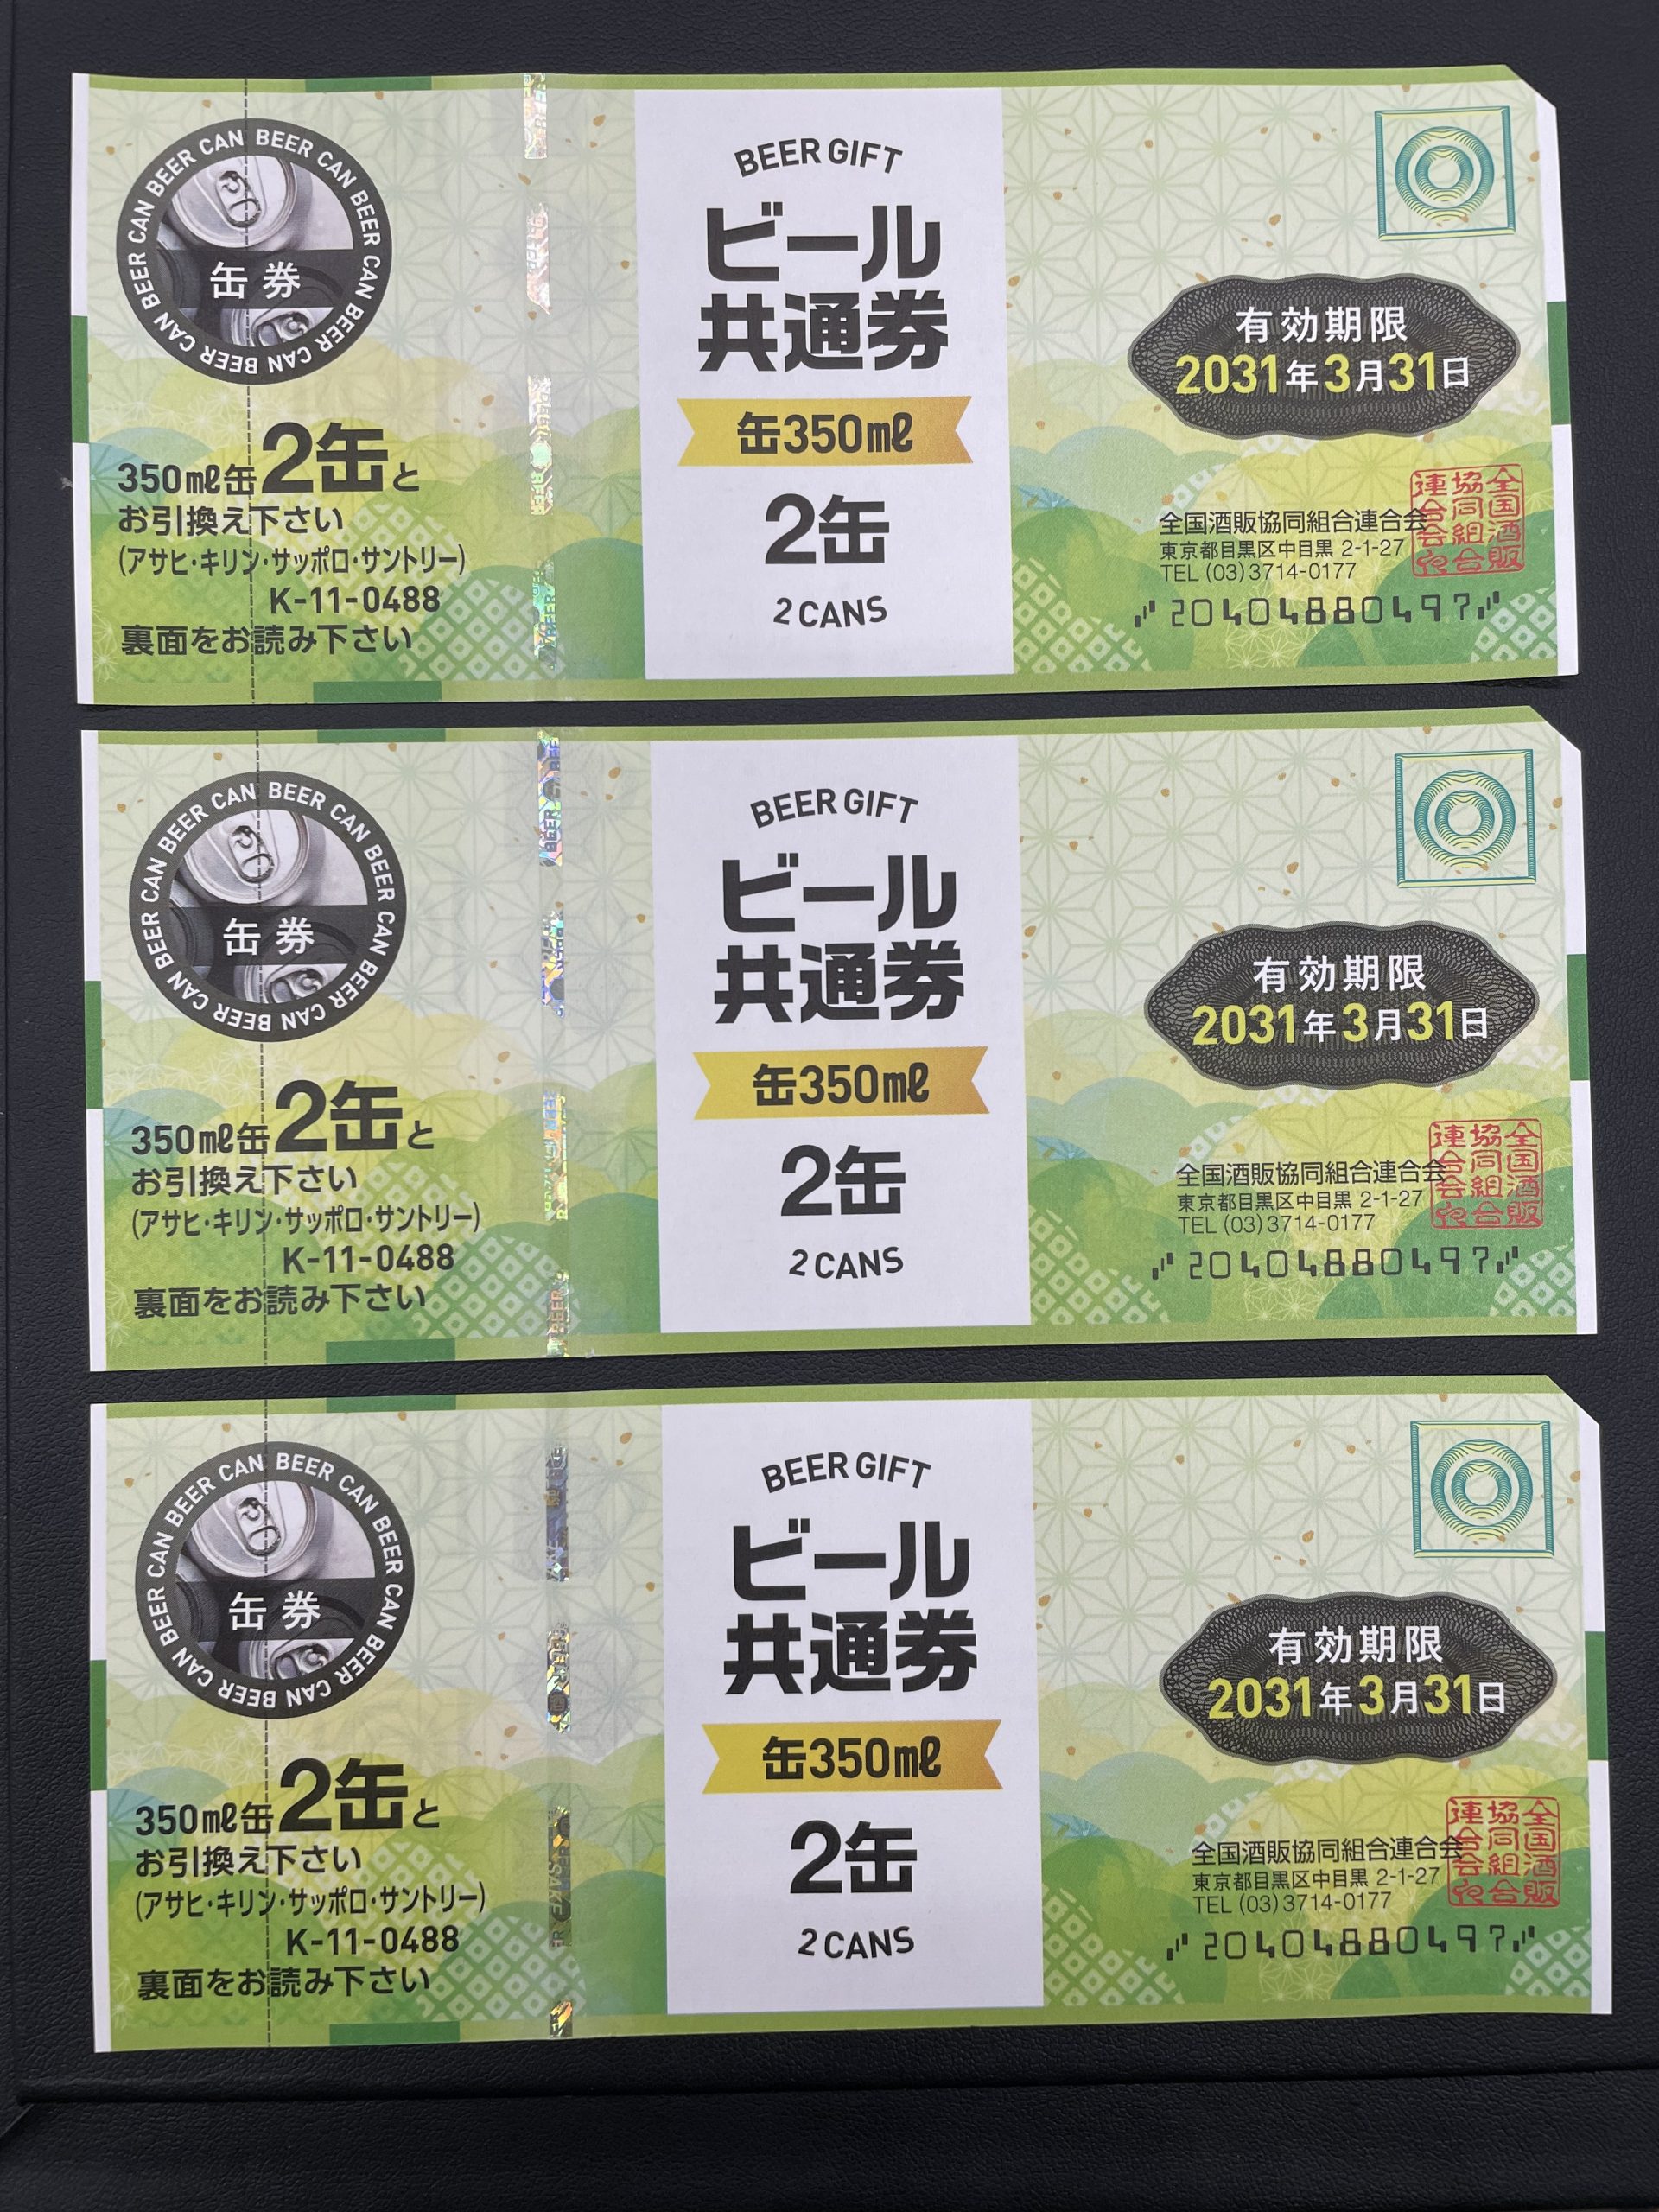 BEER CAN BEER CAN BEER CAN BEER CAN BEER CAN BEER CAN
缶券
350ml缶2缶と
お引換え下さい
(アサヒ・キリン・サッポロ・サントリー)
K-11-0488
裏面をお読み下さい
BEER GIFT
ビール
共通券
缶350ml
2缶
2 CANS
有効期限
2031年3月31日
全国酒販協同組合連合会
東京都目黒区中目黒 2-1-27
TEL (03) 3714-0177
20404880497
全国酒販
協同組合
連合会
BEER CAN BEER CAN BEER CAN BEER CAN BEER CAN BEER CAN
缶券
350ml缶2缶と
お引換え下さい
(アサヒ・キリン・サッポロ・サントリー)
K-11-0488
裏面をお読み下さい
BEER GIFT
ビール
共通券
缶350ml
2缶
2 CANS
有効期限
2031年3月31日
全国酒販協同組合連合会
東京都目黒区中目黒 2-1-27
TEL (03) 3714-0177
20404880497
全国酒販
協同組合
連合会
BEER CAN BEER CAN BEER CAN BEER CAN BEER CAN BEER CAN
缶券
350ml缶2缶と
お引換え下さい
(アサヒ・キリン・サッポロ・サントリー)
K-11-0488
裏面をお読み下さい
BEER GIFT
ビール
共通券
缶350ml
2缶
2 CANS
有効期限
2031年3月31日
全国酒販協同組合連合会
東京都目黒区中目黒 2-1-27
TEL (03) 3714-0177
20404880497
全国酒販
協同組合
連合会